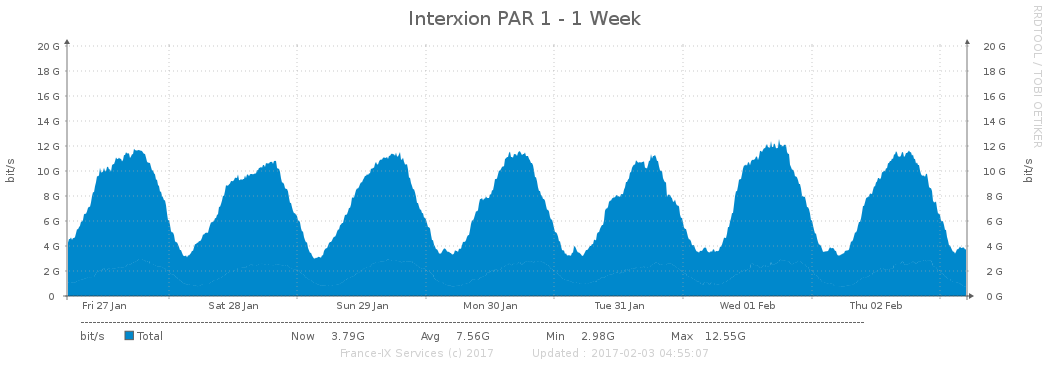 Interxion PAR 1 - 1 Week
RRDTOOL / TOBI OETIKER
bit/s
20 G 20 G
18 G 18 G
16 G 16 G
14 G 14 G
12 G 12 G
10 G 10 G
8 G 8 G
6 G 6 G
4 G 4 G
2 G 2 G
0 0 G
bit/s
Fri 27 Jan Sat 28 Jan Sun 29 Jan Mon 30 Jan Tue 31 Jan Wed 01 Feb Thu 02 Feb
bit/s Total Now 3.79G Avg 7.56G Min 2.98G Max 12.55G
France-IX Services (c) 2017 Updated : 2017-02-03 04:55:07